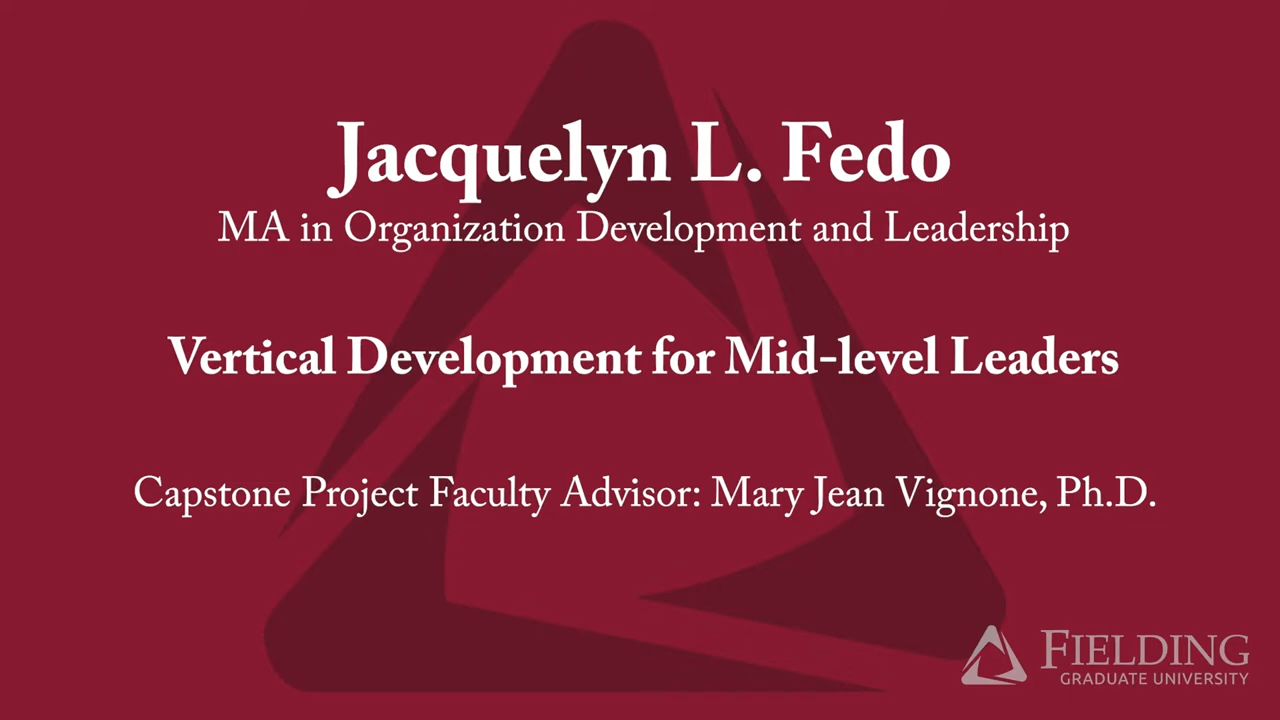 Jacquelyn L. Fedo
MA in Organization Development and Leadership
Vertical Development for Mid-level Leaders
Capstone Project Faculty Advisor: Mary Jean Vignone, Ph.D.
FIELDING
GRADUATE UNIVERSITY